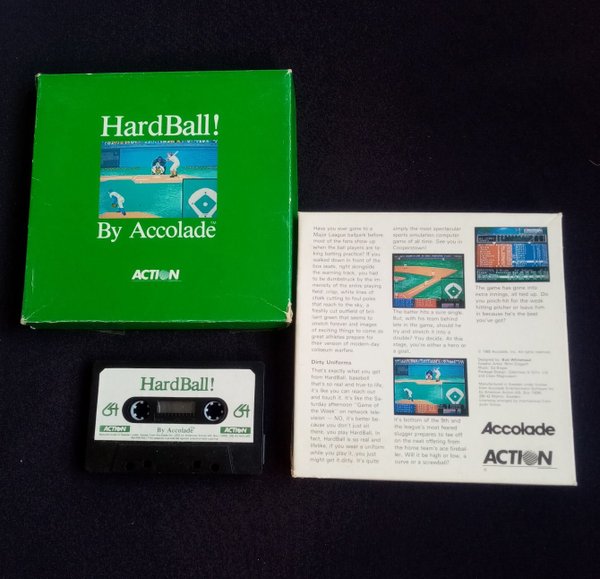 HardBall!
By Accolade™
ACTION
HardBall!
64
64
By Accolade
ACTION
ACTION
Have you ever gone to a
Major League ballpark before
most of the fans show up
when the ball players are ta-
king batting practice? If you
walked down in front of the
box seats, right alongside
the warning track, you had
to be dumbstruck by the im-
mensity of the entire playing
field: crisp, white lines of
chalk cutting to foul poles
that reach to the sky, a
freshly cut outfield of bril-
liant green that seems to
stretch forever and images
of exciting things to come as
great athletes prepare for
their version of modern-day
coliseum warfare.
Dirty Uniforms
That's exactly what you get
from HardBall, baseball
that's so real and true to life,
it's like you can reach out
and touch it. It's like the Sa-
turday afternoon "Game of
the Week" on network tele-
vision — NO, it's better be-
cause you don't just sit
there, you play HardBall. In
fact, HardBall is so real and
lifelike, if you wear a uniform
while you play it, you just
might get dirty. It's quite
simply the most spectacular
sports simulation computer
game of all time. See you in
Cooperstown!
The batter hits a sure single.
But, with his team behind
late in the game, should he
try and stretch it into a
double? You decide. At this
stage, you're either a hero or
a goat.
It's bottom of the 9th and
the league's most feared
slugger prepares to tee off
on the next offering from
the home team's ace firebal-
ler. Will it be high or low, a
curve or a screwball?
The game has gone into
extra innings, all tied up. Do
you pinch-hit for the weak
hitting pitcher or leave him
in because he's the best
you've got?
Accolade
ACTION